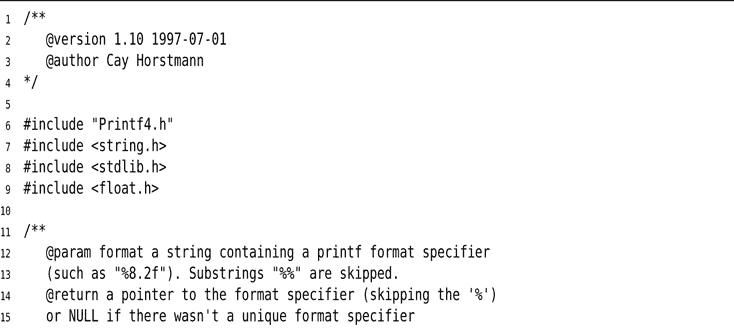 1 /**
2    @version 1.10 1997-07-01
3    @author Cay Horstmann
4 */
5
6 #include "Printf4.h"
7 #include <string.h>
8 #include <stdlib.h>
9 #include <float.h>
10
11 /**
12    @param format a string containing a printf format specifier
13    (such as "%8.2f"). Substrings "%%" are skipped.
14    @return a pointer to the format specifier (skipping the '%')
15    or NULL if there wasn't a unique format specifier